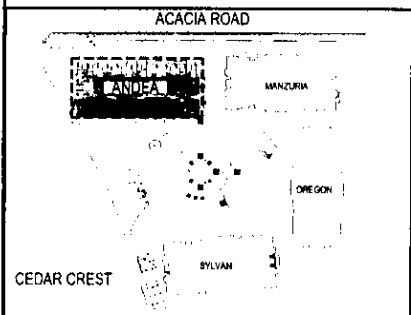 ACACIA ROAD
ANDEA
MANZURIA
OREGON
SYLVAN
CEDAR CREST